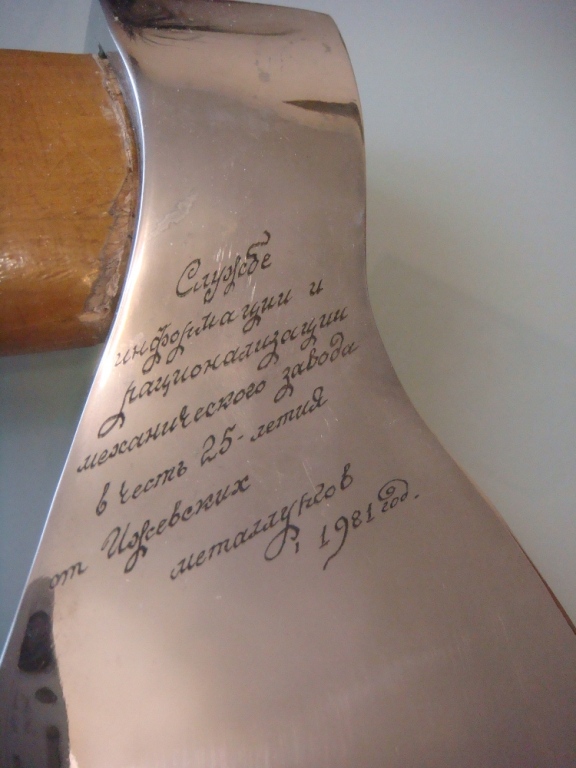 Службе
информации и
рационализации
механического завода
в честь 25-летия
от Ижевских
металлургов
г. 1981 год.